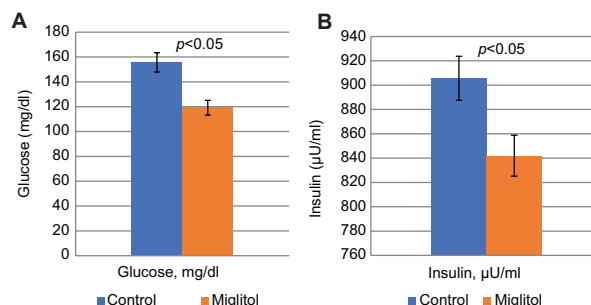 A
p<0.05
Glucose (mg/dl)
180
160
140
120
100
80
60
40
20
0
Glucose, mg/dl
Control
Miglitol
B
p<0.05
Insulin (µU/ml)
940
920
900
880
860
840
820
800
780
760
Insulin, µU/ml
Control
Miglitol